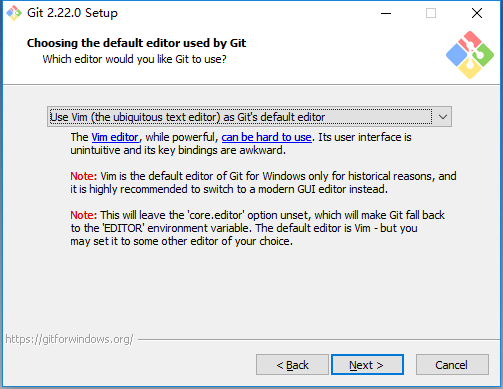 Git 2.22.0 Setup
Choosing the default editor used by Git
Which editor would you like Git to use?
Use Vim (the ubiquitous text editor) as Git's default editor
The Vim editor, while powerful, can be hard to use. Its user interface is
unintuitive and its key bindings are awkward.
Note: Vim is the default editor of Git for Windows only for historical reasons, and
it is highly recommended to switch to a modern GUI editor instead.
Note: This will leave the 'core.editor' option unset, which will make Git fall back
to the 'EDITOR' environment variable. The default editor is Vim - but you
may set it to some other editor of your choice.
https://gitforwindows.org/
< Back
Next >
Cancel